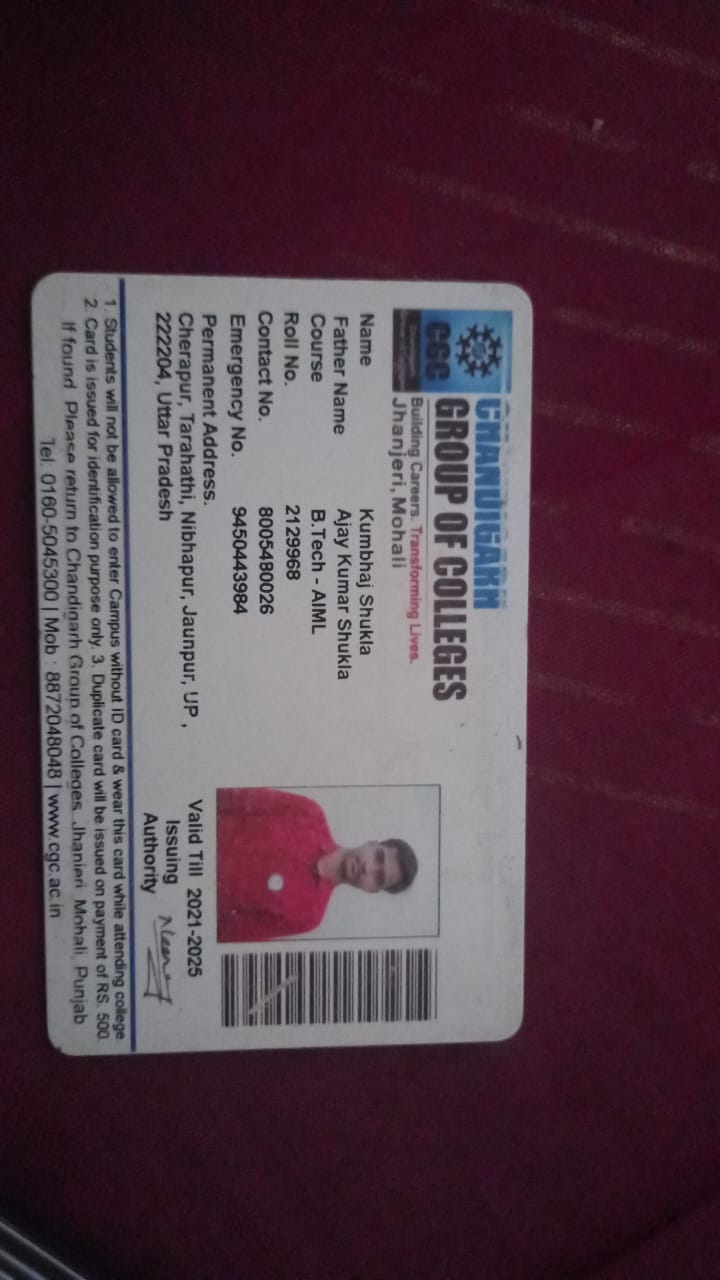 CHANDIGARH
GROUP OF COLLEGES
CGC
Building Careers. Transforming Lives.
Jhanjeri, Mohali
Name Kumbhaj Shukla
Father Name Ajay Kumar Shukla
Course B.Tech - AIML
Roll No. 2129968
Contact No. 8005480026
Emergency No. 9450443984
Permanent Address.
Cherapur, Tarahathi, Nibhapur, Jaunpur, UP ,
222204, Uttar Pradesh
Valid Till 2021-2025
Issuing
Authority
1. Students will not be allowed to enter Campus without ID card & wear this card while attending college
2. Card is issued for identification purpose only. 3. Duplicate card will be issued on payment of RS. 500
If found Please return to Chandigarh Group of Colleges Jhanjeri Mohali Punjab
Tel: 0160-5045300 | Mob : 8872048048 | www.cgc.ac.in